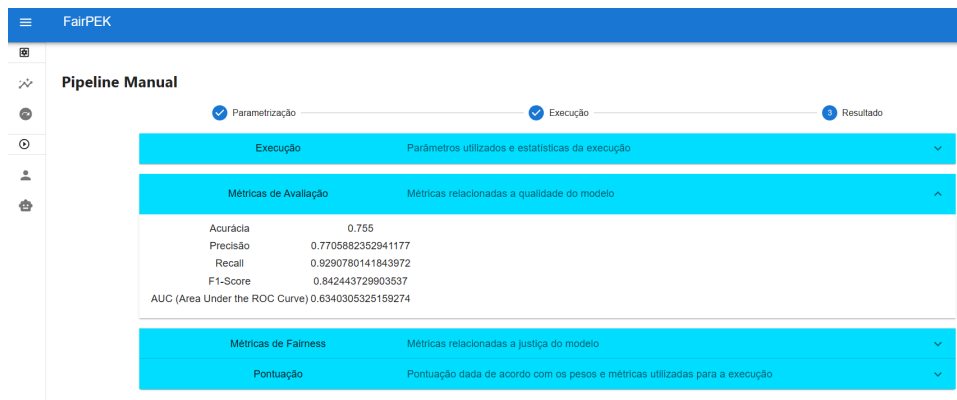 FairPEK
Pipeline Manual
Parametrização
Execução
3 Resultado
Execução Parâmetros utilizados e estatísticas da execução
Métricas de Avaliação Métricas relacionadas a qualidade do modelo
Acurácia 0.755
Precisão 0.7705882352941177
Recall 0.9290780141843972
F1-Score 0.842443729903537
AUC (Area Under the ROC Curve) 0.6340305325159274
Métricas de Fairness Métricas relacionadas a justiça do modelo
Pontuação Pontuação dada de acordo com os pesos e métricas utilizadas para a execução